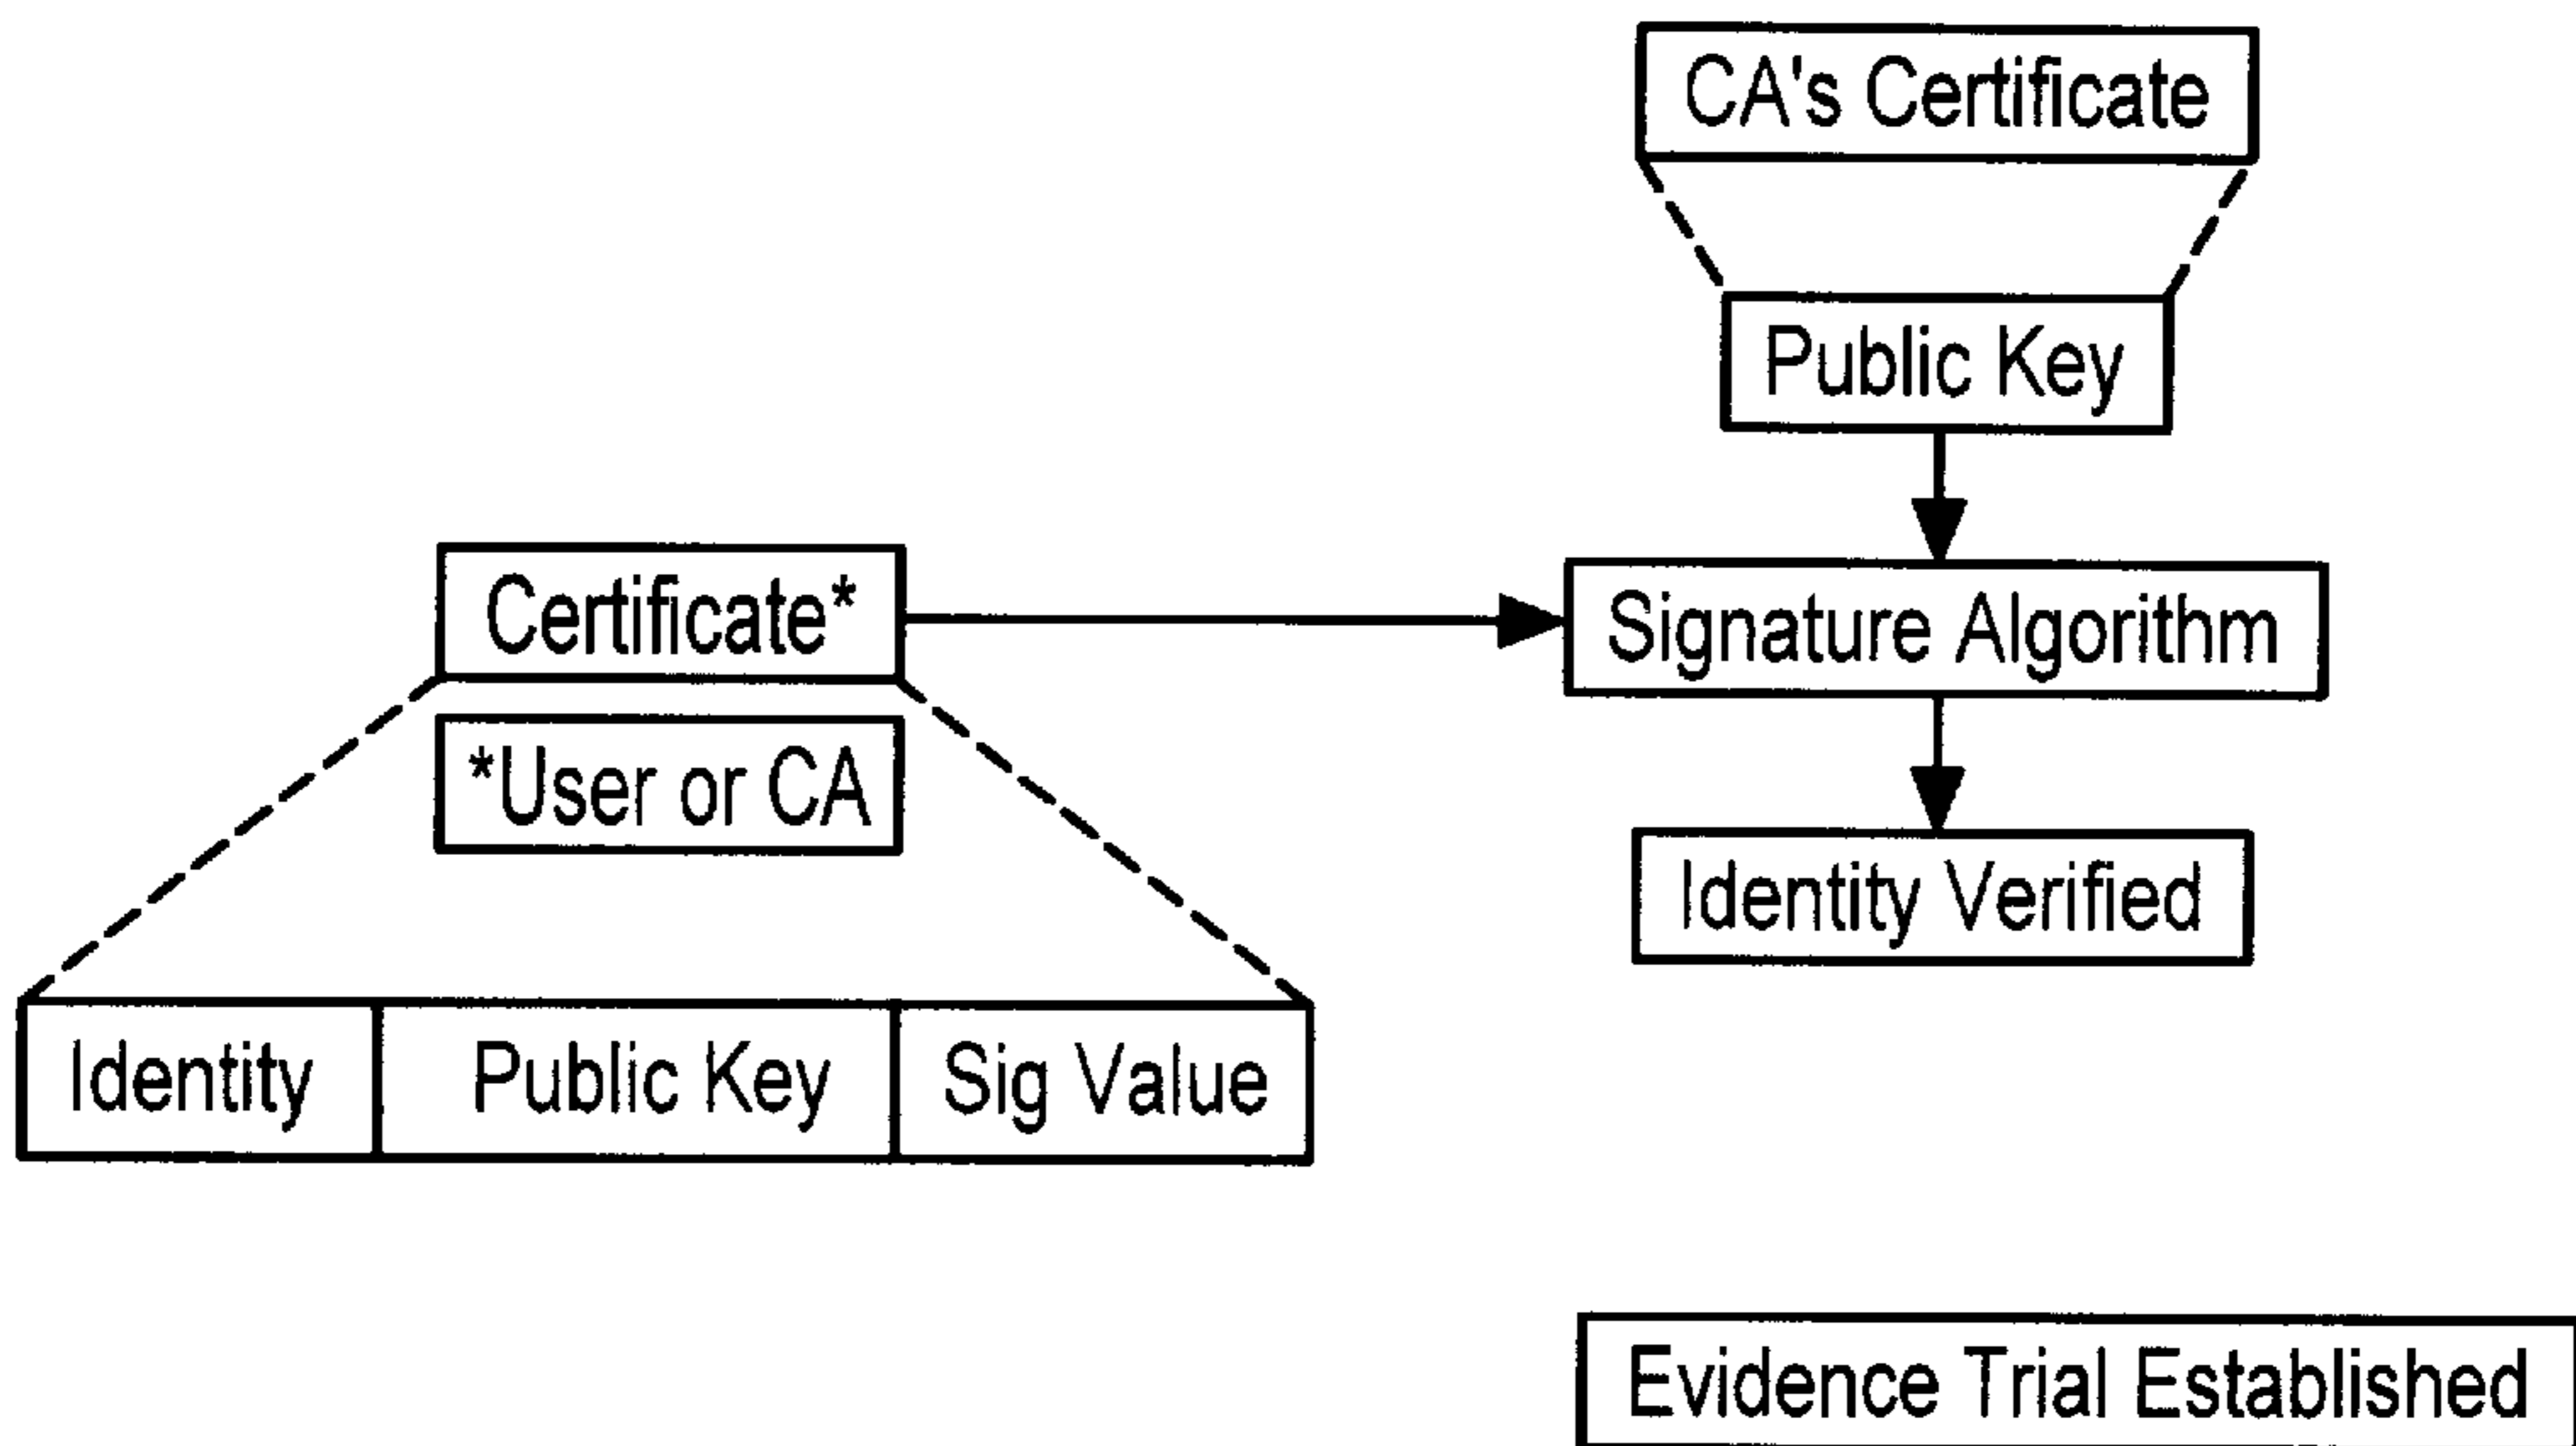 CA's Certificate
Public Key
Certificate*
Signature Algorithm
*User or CA
Identity Verified
Identity Public Key Sig Value
Evidence Trial Established